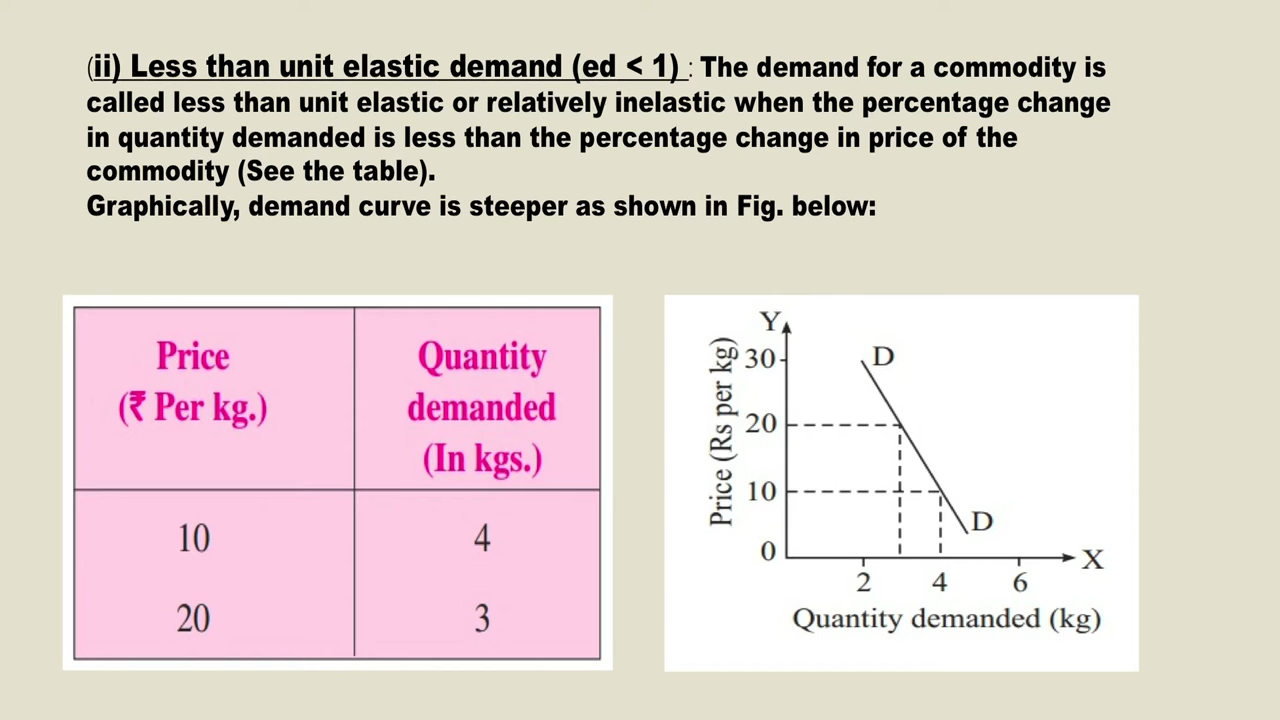 (ii) Less than unit elastic demand (ed < 1) : The demand for a commodity is
called less than unit elastic or relatively inelastic when the percentage change
in quantity demanded is less than the percentage change in price of the
commodity (See the table).
Graphically, demand curve is steeper as shown in Fig. below:
Price
(₹ Per kg.)
Quantity
demanded
(In kgs.)
10 4
20 3
Y
Price (Rs per kg)
30
20
10
0
D
D
X
2 4 6
Quantity demanded (kg)